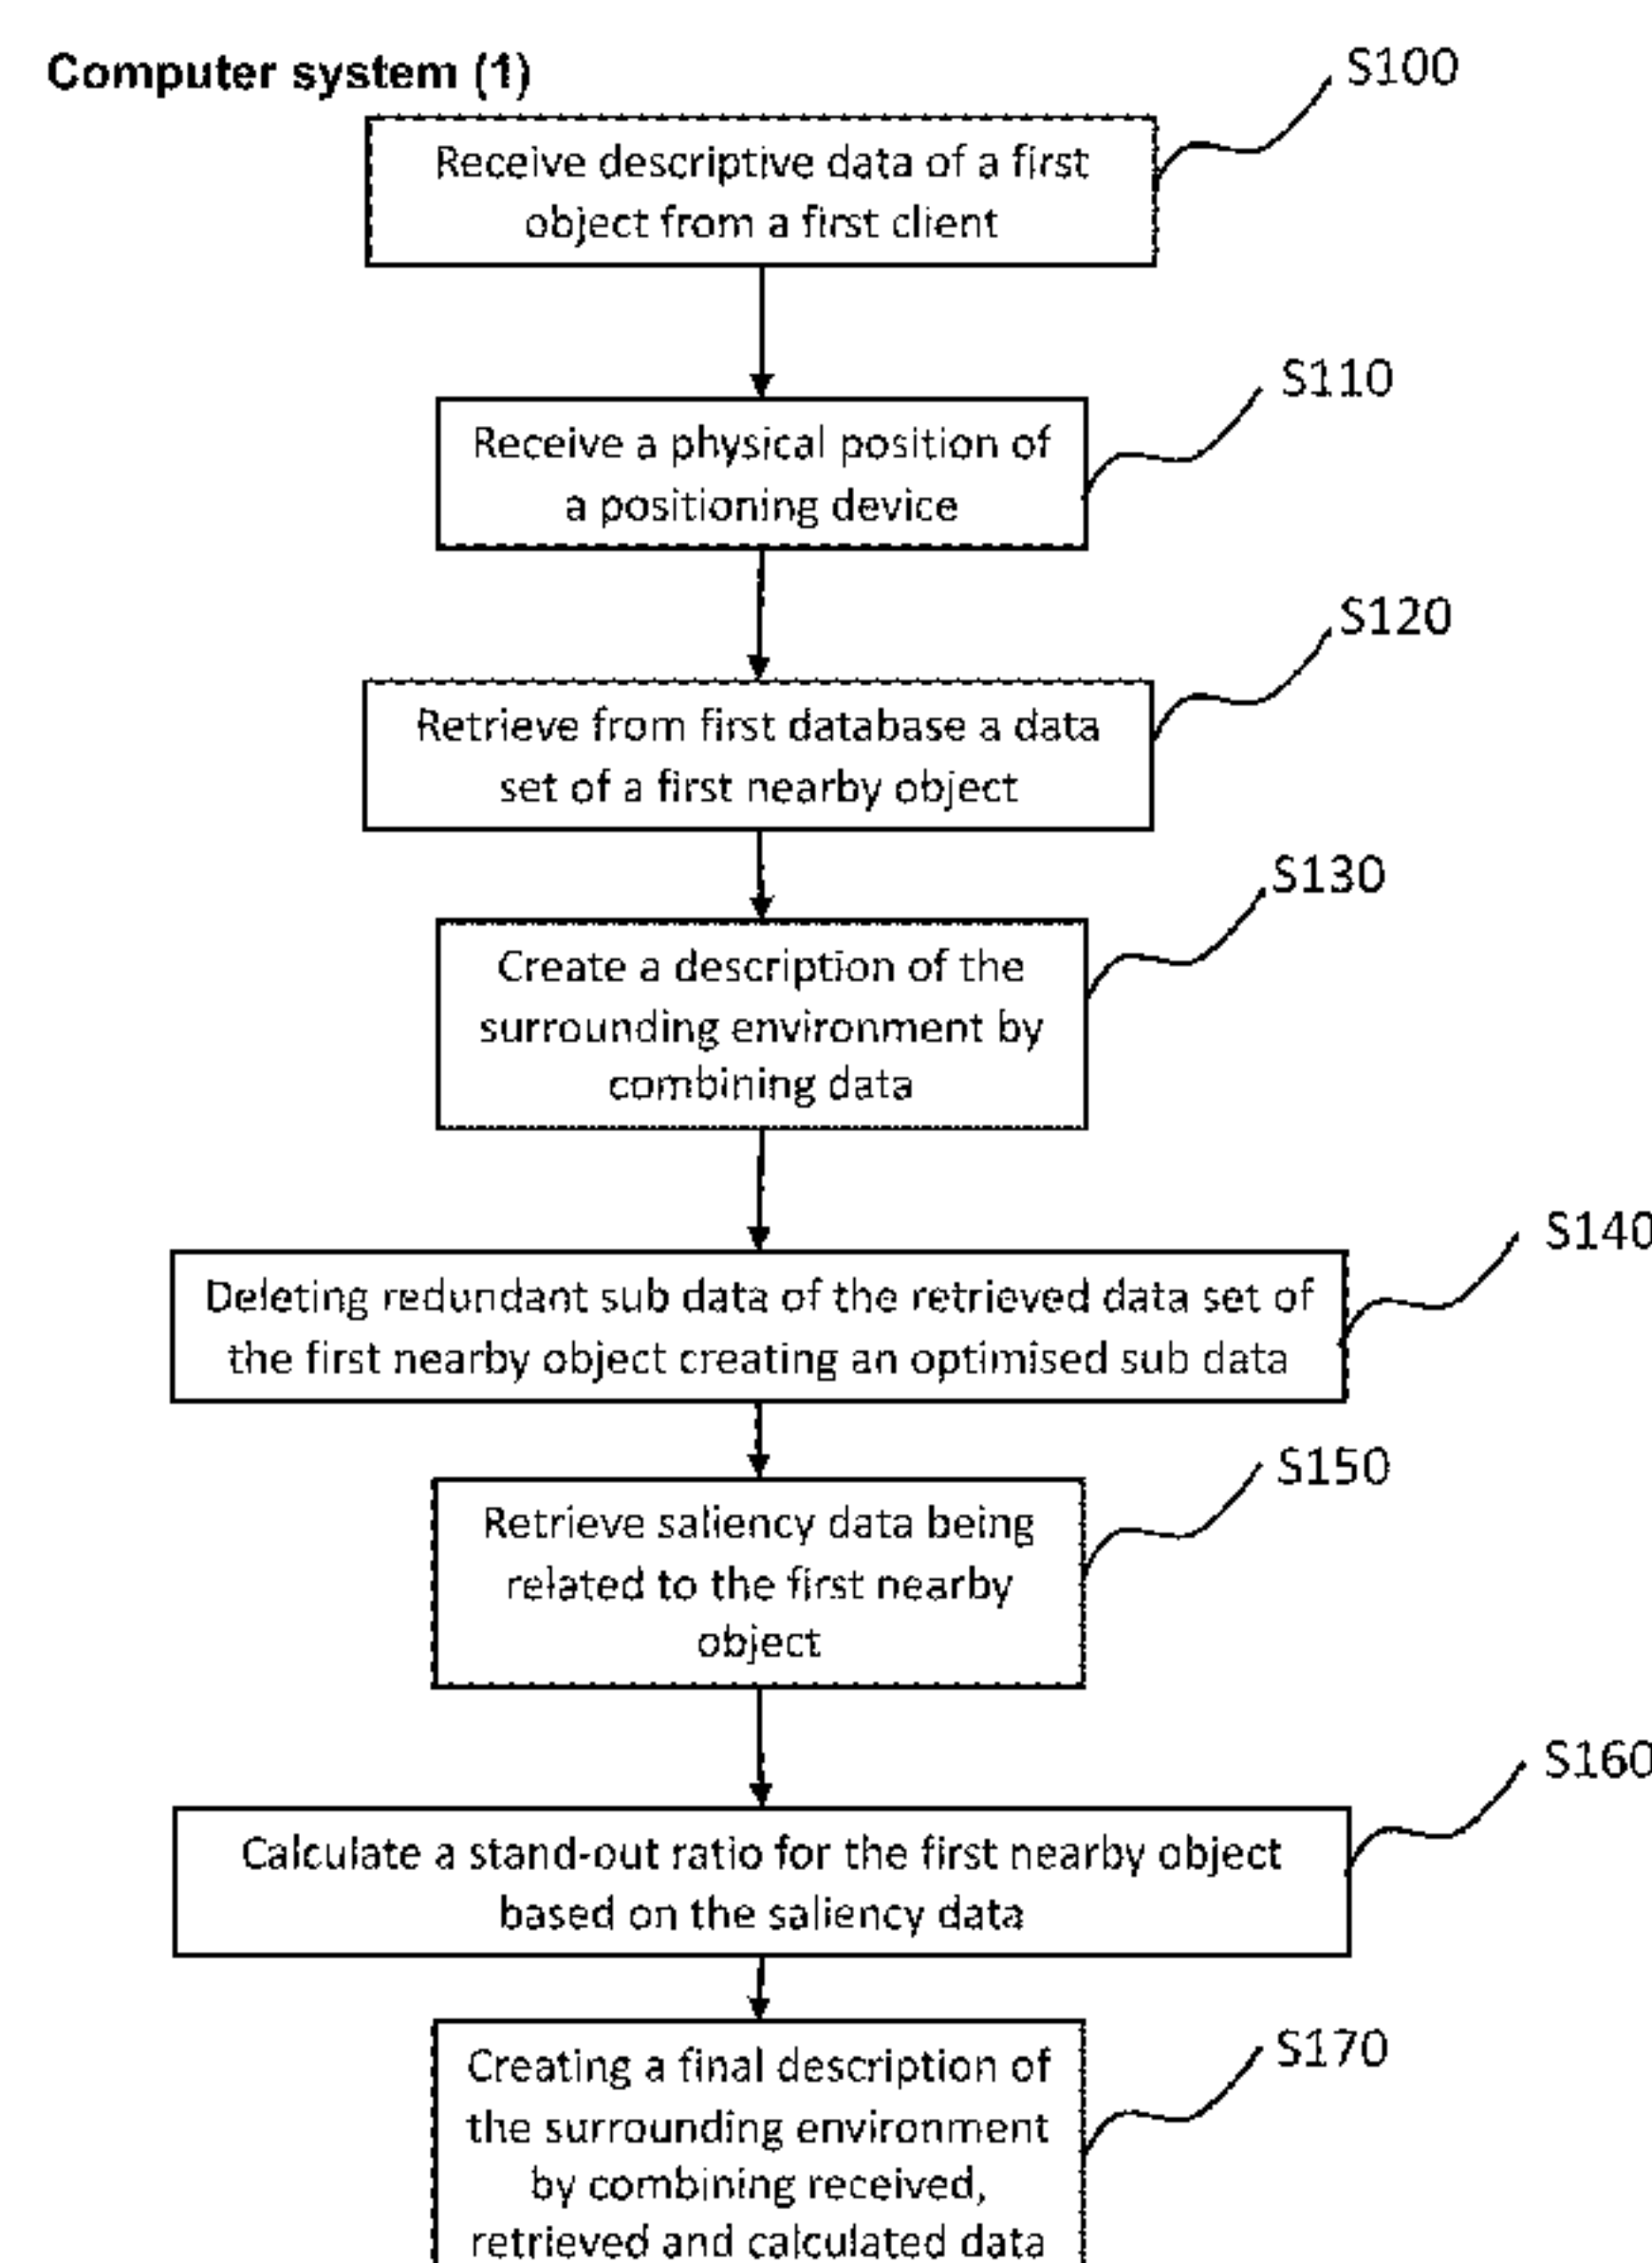 Computer system (1)
S100
Receive descriptive data of a first
object from a first client
S110
Receive a physical position of
a positioning device
S120
Retrieve from first database a data
set of a first nearby object
S130
Create a description of the
surrounding environment by
combining data
S140
Deleting redundant sub data of the retrieved data set of
the first nearby object creating an optimised sub data
S150
Retrieve saliency data being
related to the first nearby
object
S160
Calculate a stand-out ratio for the first nearby object
based on the saliency data
S170
Creating a final description of
the surrounding environment
by combining received,
retrieved and calculated data